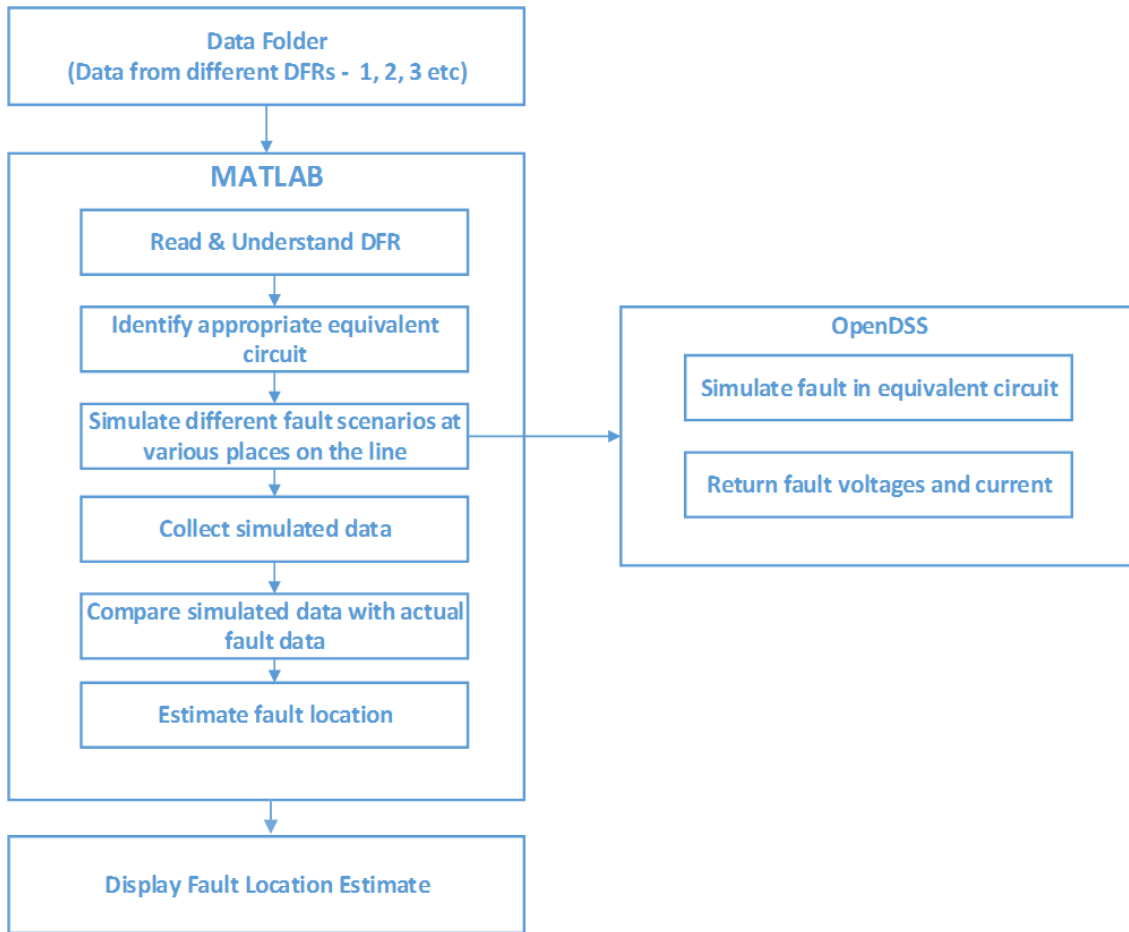 Data Folder
(Data from different DFRs - 1, 2, 3 etc)
MATLAB
Read & Understand DFR
Identify appropriate equivalent
circuit
Simulate different fault scenarios at
various places on the line
Collect simulated data
Compare simulated data with actual
fault data
Estimate fault location
OpenDSS
Simulate fault in equivalent circuit
Return fault voltages and current
Display Fault Location Estimate